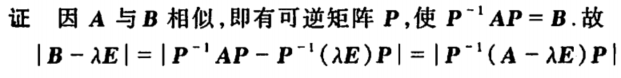 证 因 A 与 B 相似,即有可逆矩阵 P,使 P⁻¹AP = B.故
|B − λE| = |P⁻¹AP − P⁻¹(λE)P| = |P⁻¹(A − λE)P|